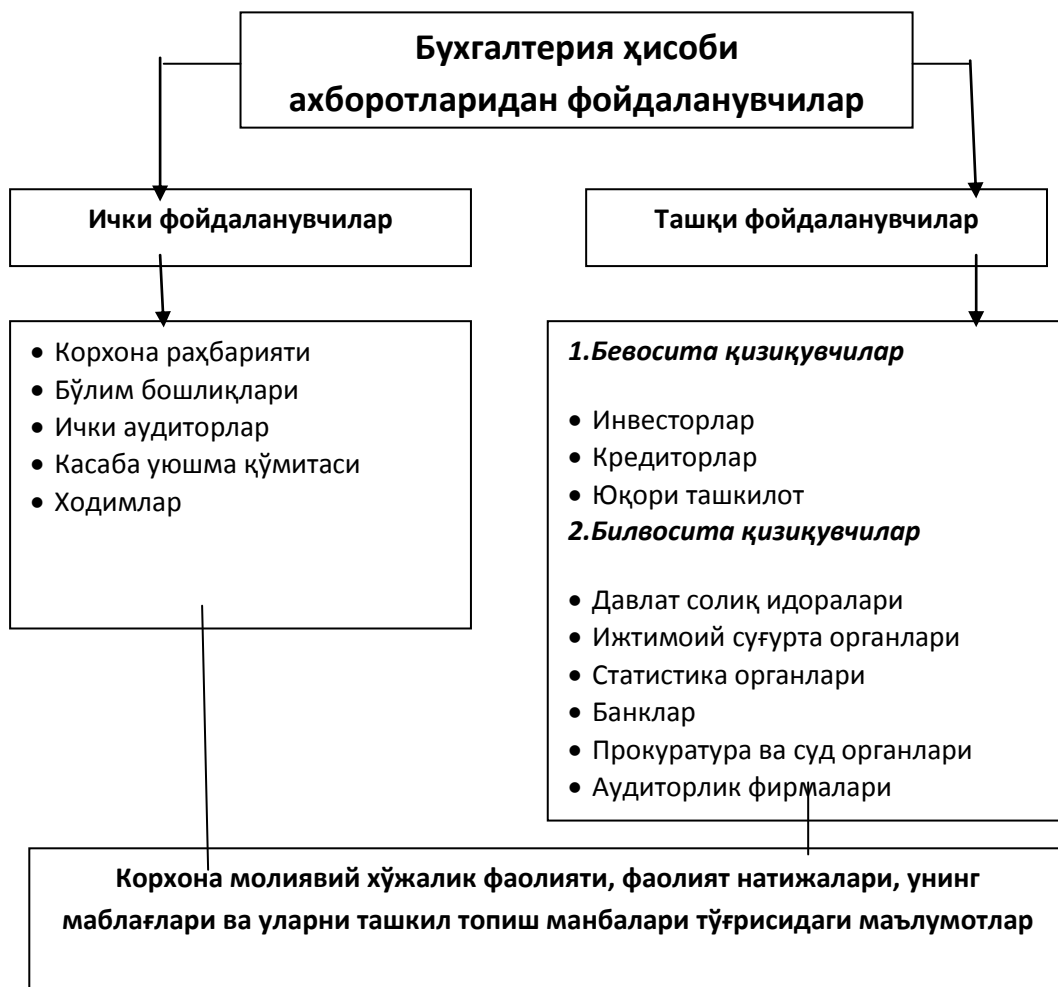 Бухгалтерия ҳисоби
ахборотларидан фойдаланувчилар
Ички фойдаланувчилар
Ташқи фойдаланувчилар
• Корхона раҳбарияти
• Бўлим бошлиқлари
• Ички аудиторлар
• Касаба уюшма қўмитаси
• Ходимлар
1.Бевосита қизиқувчилар
• Инвесторлар
• Кредиторлар
• Юқори ташкилот
2.Билвосита қизиқувчилар
• Давлат солиқ идоралари
• Ижтимоий суғурта органлари
• Статистика органлари
• Банклар
• Прокуратура ва суд органлари
• Аудиторлик фирмалари
Корхона молиявий хўжалик фаолияти, фаолият натижалари, унинг
маблағлари ва уларни ташкил топиш манбалари тўғрисидаги маълумотлар